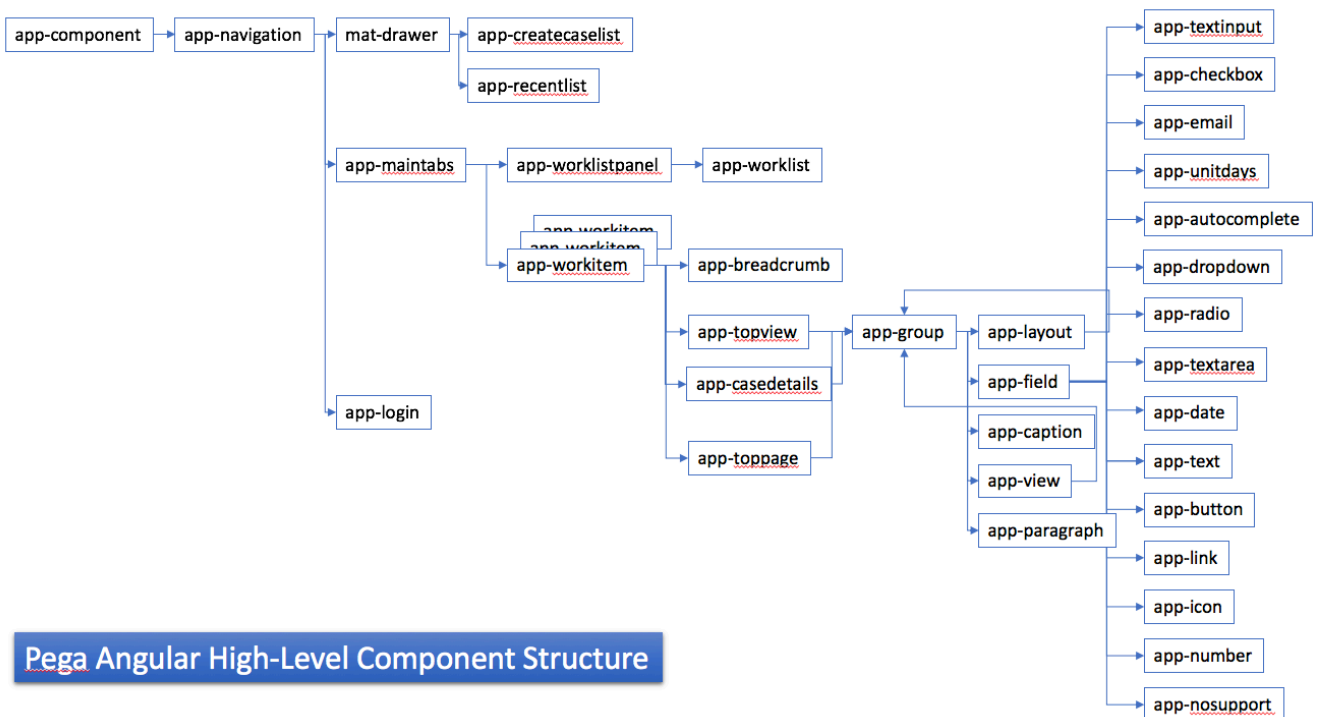 app-component
app-navigation
mat-drawer
app-createcaselist
app-recentlist
app-maintabs
app-worklistpanel
app-worklist
app-workitem
app-workitem
app-workitem
app-breadcrumb
app-topview
app-casedetails
app-toppage
app-login
app-group
app-layout
app-field
app-caption
app-view
app-paragraph
app-textinput
app-checkbox
app-email
app-unitdays
app-autocomplete
app-dropdown
app-radio
app-textarea
app-date
app-text
app-button
app-link
app-icon
app-number
app-nosupport
Pega Angular High-Level Component Structure